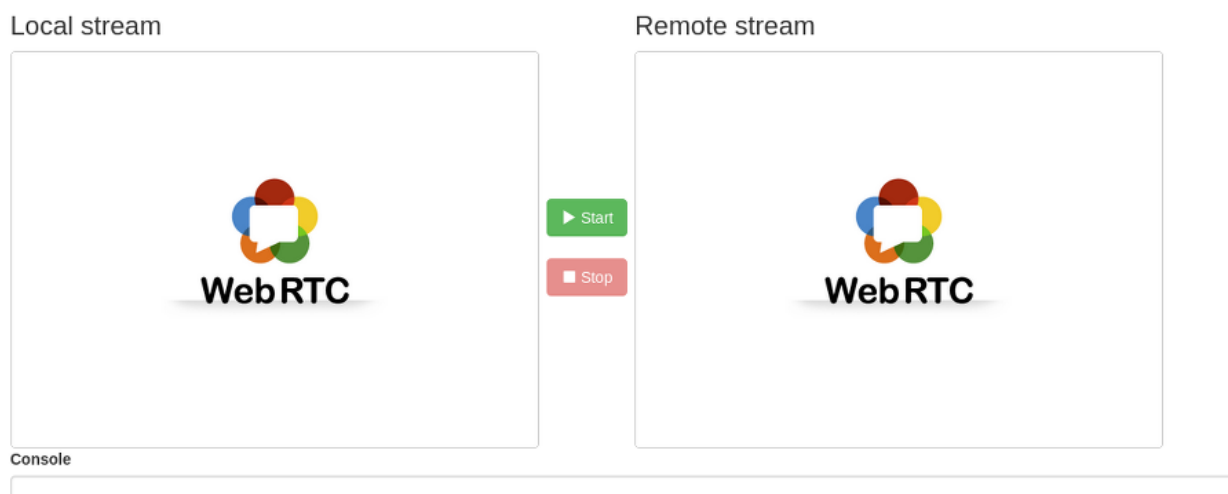 Local stream
Remote stream
WebRTC
Start
Stop
WebRTC
Console